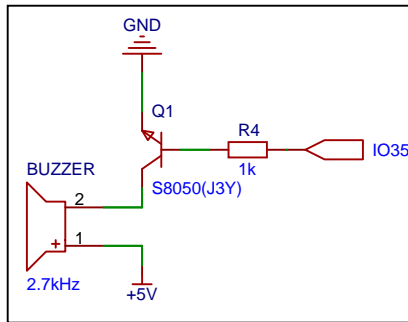 GND
Q1
R4
IO35
1k
S8050(J3Y)
BUZZER
2
1
+
2.7kHz
+5V